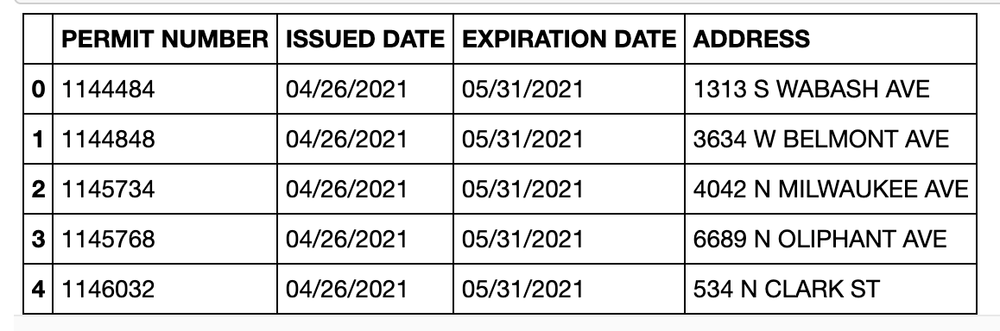 PERMIT NUMBER ISSUED DATE EXPIRATION DATE ADDRESS
0 1144484 04/26/2021 05/31/2021 1313 S WABASH AVE
1 1144848 04/26/2021 05/31/2021 3634 W BELMONT AVE
2 1145734 04/26/2021 05/31/2021 4042 N MILWAUKEE AVE
3 1145768 04/26/2021 05/31/2021 6689 N OLIPHANT AVE
4 1146032 04/26/2021 05/31/2021 534 N CLARK ST